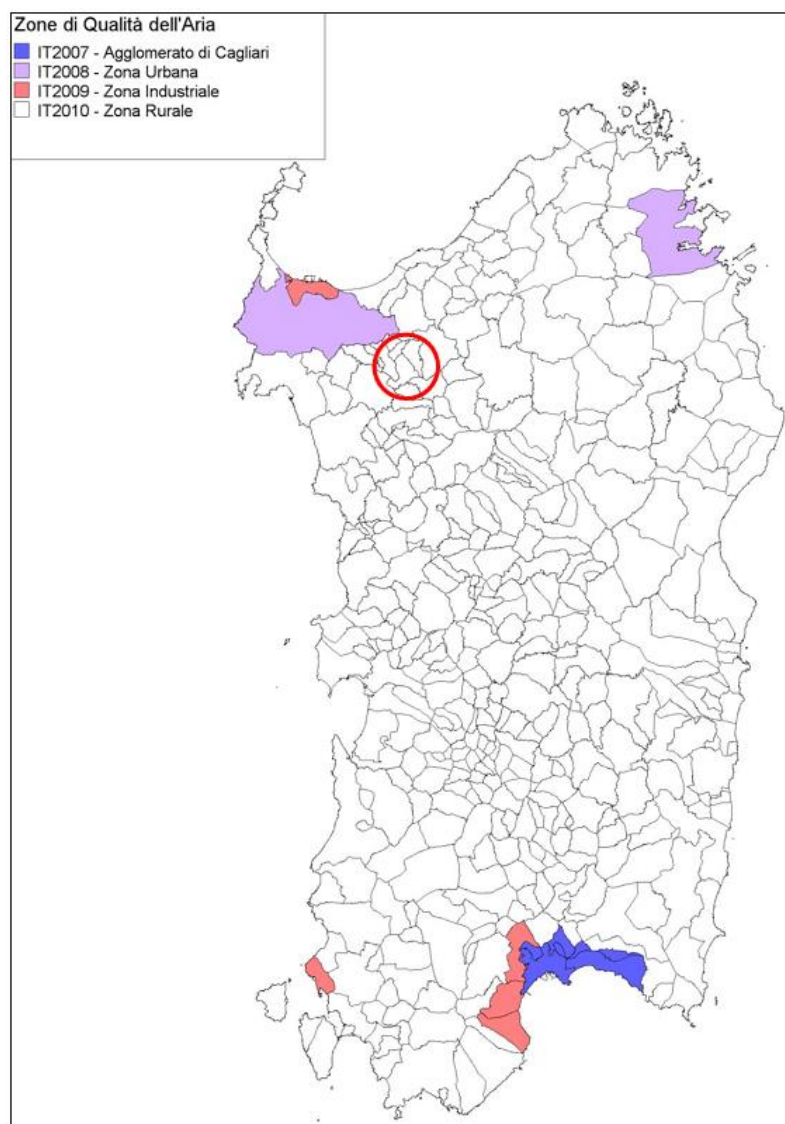 Zone di Qualità dell'Aria
IT2007 - Agglomerato di Cagliari
IT2008 - Zona Urbana
IT2009 - Zona Industriale
IT2010 - Zona Rurale